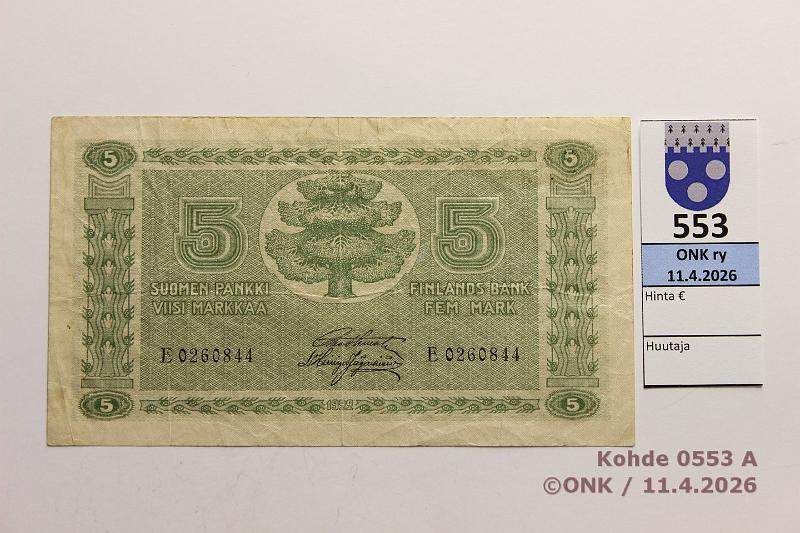 5 5
5 5
SUOMEN PANKKI FINLANDS BANK
VIISI MARKKAA FEM MARK
E 0260844 E 0260844
5 1922 5
553
ONK ry
11.4.2026
Hinta €
Huutaja
Kohde 0553 A
©ONK / 11.4.2026